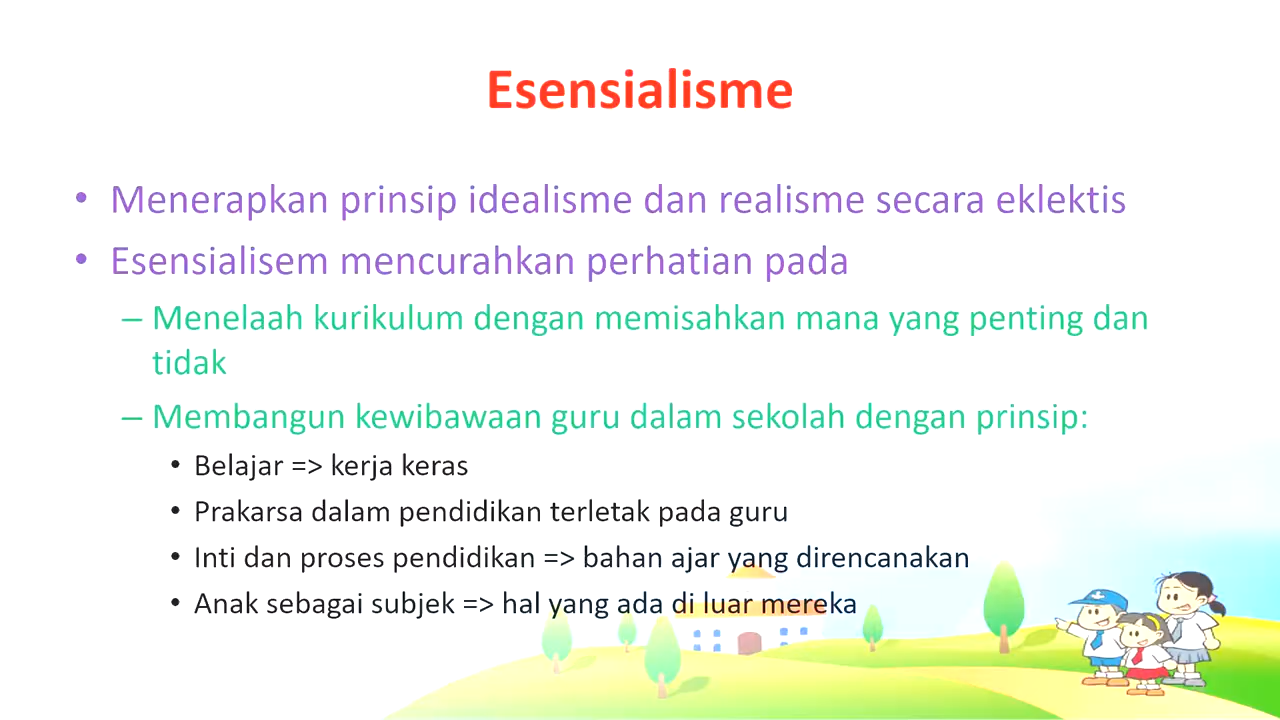 Esensialisme
• Menerapkan prinsip idealisme dan realisme secara eklektis
• Esensialisem mencurahkan perhatian pada
– Menelaah kurikulum dengan memisahkan mana yang penting dan
tidak
– Membangun kewibawaan guru dalam sekolah dengan prinsip:
• Belajar => kerja keras
• Prakarsa dalam pendidikan terletak pada guru
• Inti dan proses pendidikan => bahan ajar yang direncanakan
• Anak sebagai subjek => hal yang ada di luar mereka